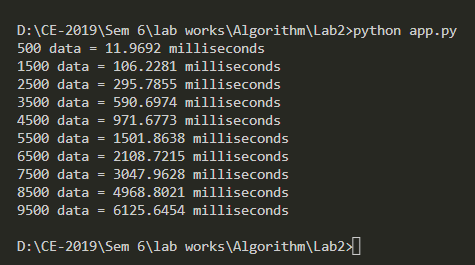 D:\CE-2019\Sem 6\lab works\Algorithm\Lab2>python app.py
500 data = 11.9692 milliseconds
1500 data = 106.2281 milliseconds
2500 data = 295.7855 milliseconds
3500 data = 590.6974 milliseconds
4500 data = 971.6773 milliseconds
5500 data = 1501.8638 milliseconds
6500 data = 2108.7215 milliseconds
7500 data = 3047.9628 milliseconds
8500 data = 4968.8021 milliseconds
9500 data = 6125.6454 milliseconds
D:\CE-2019\Sem 6\lab works\Algorithm\Lab2>